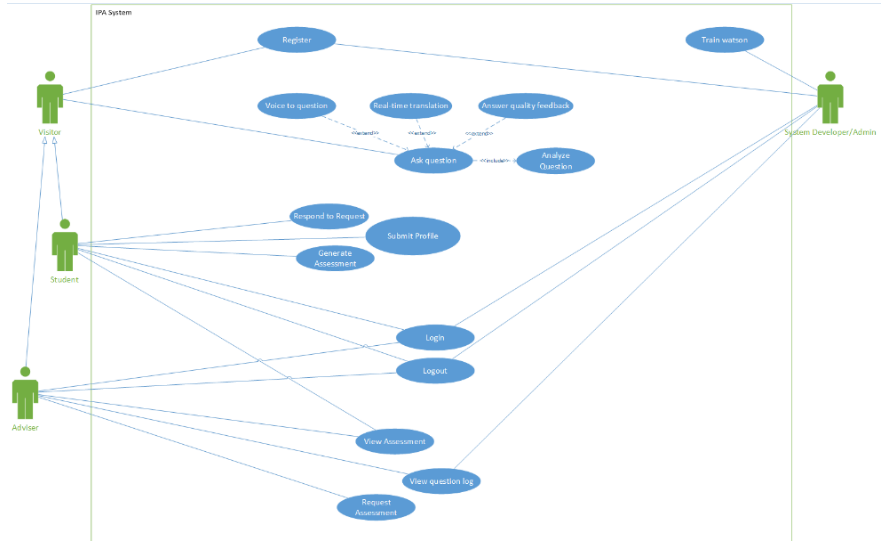 IPA System
Register
Train watson
Visitor
System Developer/Admin
Voice to question
Real-time translation
Answer quality feedback
<<extend>>
<<extend>>
<<extend>>
Ask question
<<include>>
Analyze
Question
Respond to Request
Submit Profile
Generate
Assessment
Student
Login
Logout
Adviser
View Assessment
View question log
Request
Assessment